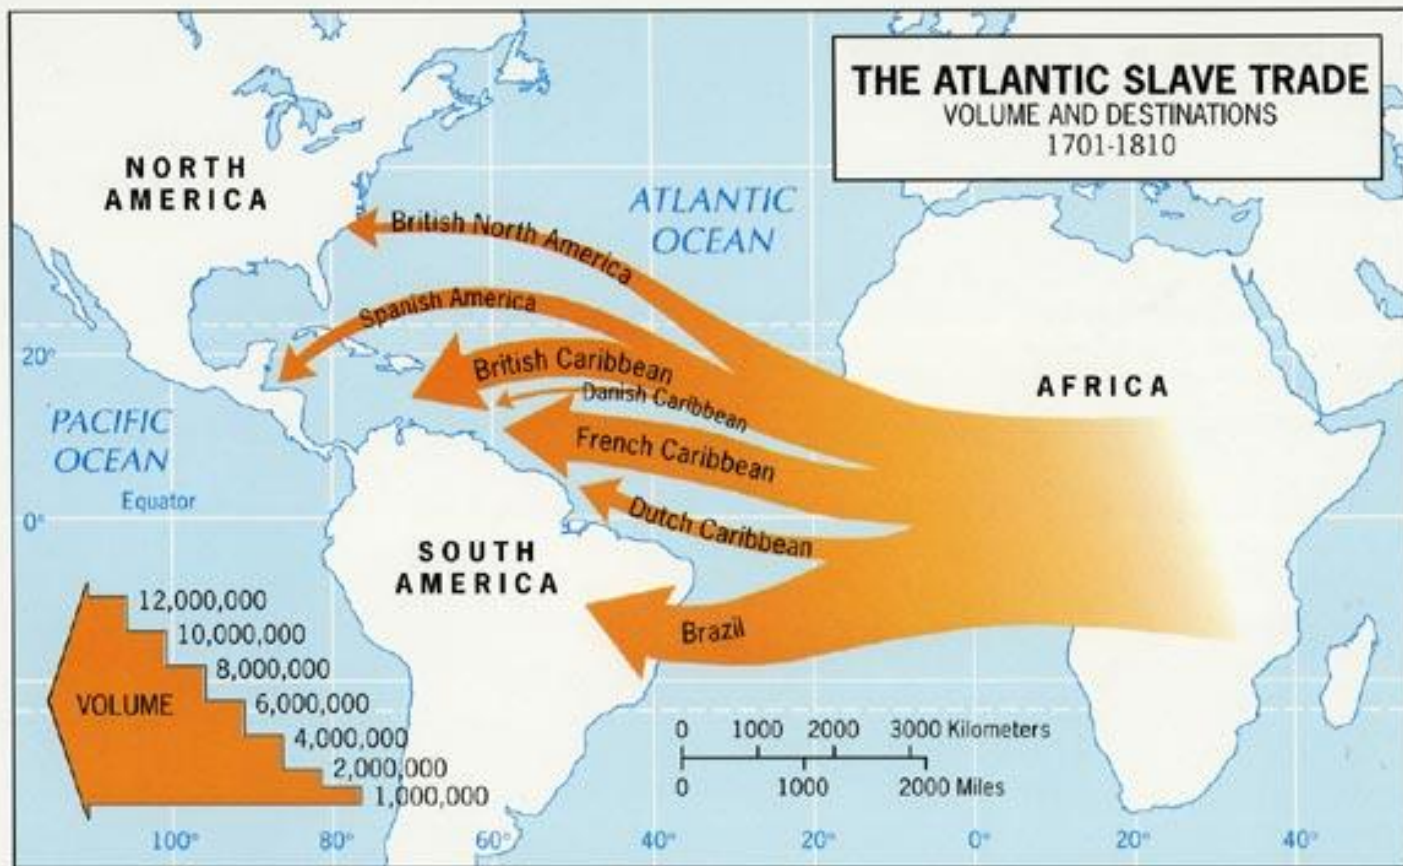 THE ATLANTIC SLAVE TRADE
VOLUME AND DESTINATIONS
1701-1810
NORTH
AMERICA
ATLANTIC
OCEAN
British North America
Spanish America
British Caribbean
Danish Caribbean
French Caribbean
Dutch Caribbean
Brazil
AFRICA
20°
PACIFIC
OCEAN
Equator
0°
SOUTH
AMERICA
VOLUME
12,000,000
10,000,000
8,000,000
6,000,000
4,000,000
2,000,000
1,000,000
0 1000 2000 3000 Kilometers
0 1000 2000 Miles
100° 80° 60° 40° 20° 0° 20° 40°